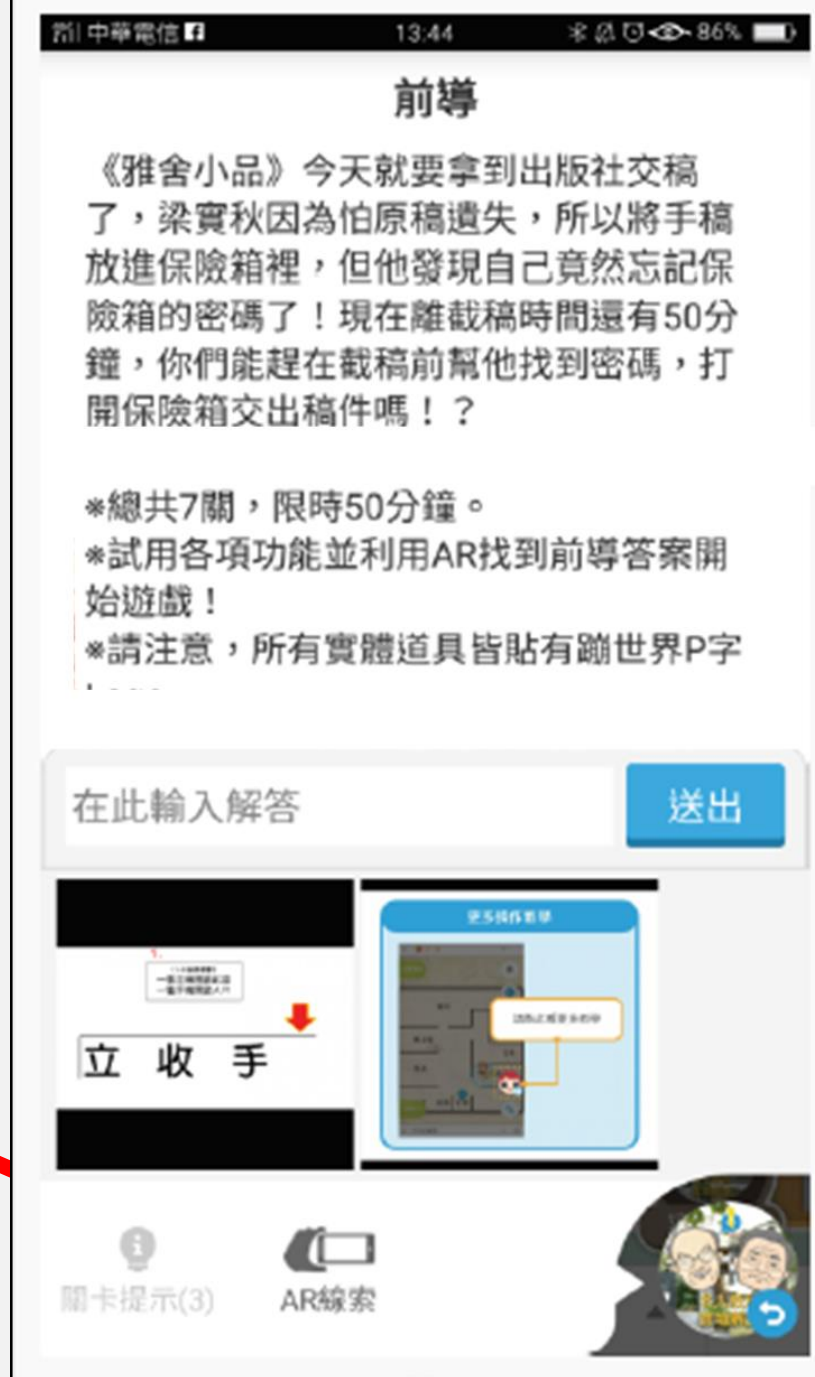 中華電信 13:44 86%
前導
《雅舍小品》今天就要拿到出版社交稿
了，梁實秋因為怕原稿遺失，所以將手稿
放進保險箱裡，但他發現自己竟然忘記保
險箱的密碼了！現在離截稿時間還有50分
鐘，你們能趕在截稿前幫他找到密碼，打
開保險箱交出稿件嗎！？
※總共7關，限時50分鐘。
※試用各項功能並利用AR找到前導答案開
始遊戲！
※請注意，所有實體道具皆貼有蹦世界P字
在此輸入解答
送出
更多操作教學
立 收 手
關卡提示(3)
AR線索